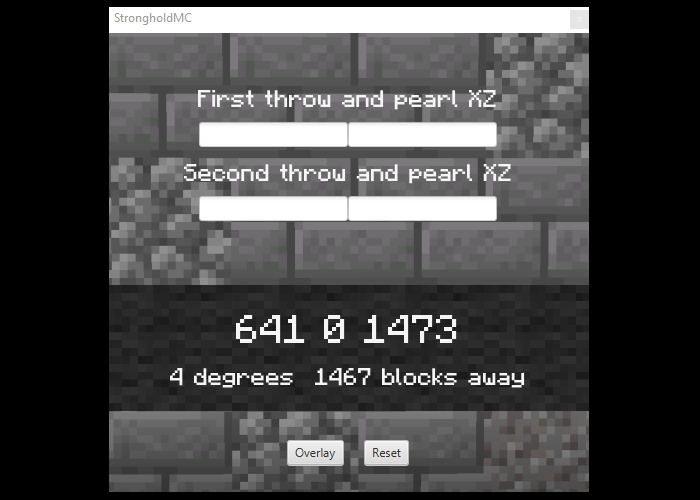 StrongholdMC
First throw and pearl XZ
Second throw and pearl XZ
641 0 1473
4 degrees 1467 blocks away
Overlay Reset